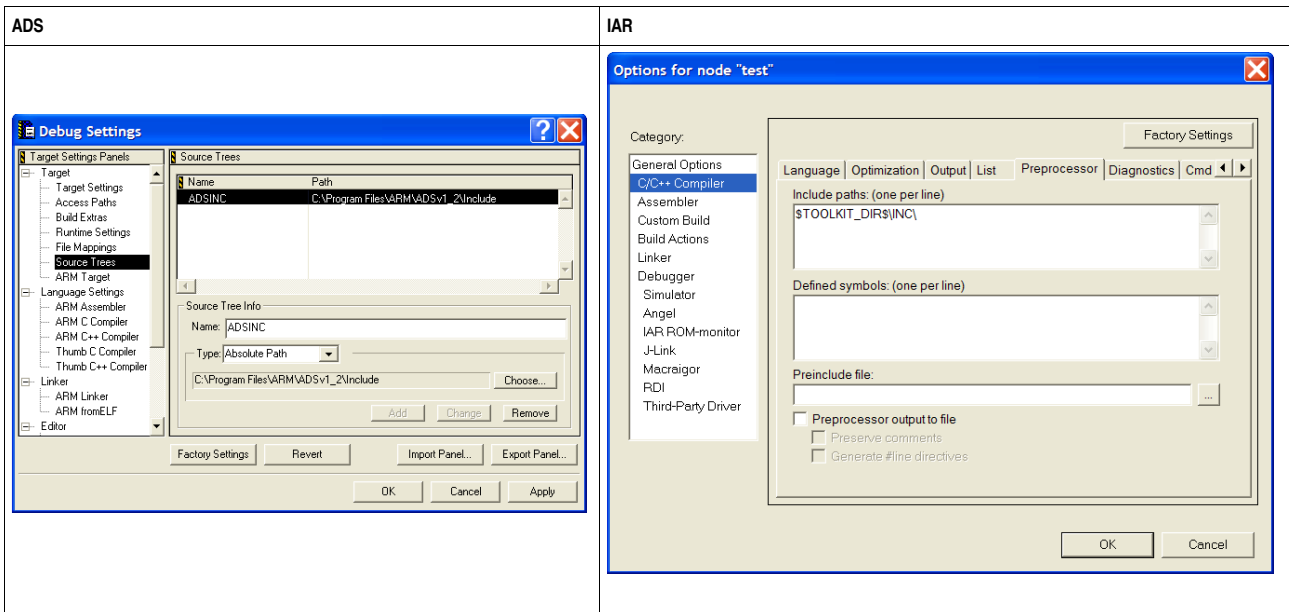 ADS
IAR
Debug Settings
Target Settings Panels
Target
Target Settings
Access Paths
Build Extras
Runtime Settings
File Mappings
Source Trees
ARM Target
Language Settings
ARM Assembler
ARM C Compiler
ARM C++ Compiler
Thumb C Compiler
Thumb C++ Compiler
Linker
ARM Linker
ARM fromELF
Editor
Source Trees
Name Path
ADSINC C:\Program Files\ARM\ADSv1_2\Include
Source Tree Info
Name: ADSINC
Type: Absolute Path
C:\Program Files\ARM\ADSv1_2\Include Choose...
Add Change Remove
Factory Settings Revert Import Panel... Export Panel...
OK Cancel Apply
Options for node "test"
Category:
General Options
C/C++ Compiler
Assembler
Custom Build
Build Actions
Linker
Debugger
Simulator
Angel
IAR ROM-monitor
J-Link
Macraigor
RDI
Third-Party Driver
Factory Settings
Language Optimization Output List Preprocessor Diagnostics Cmd
Include paths: (one per line)
$TOOLKIT_DIR$\INC\
Defined symbols: (one per line)
Preinclude file:
...
Preprocessor output to file
Preserve comments
Generate #line directives
OK Cancel